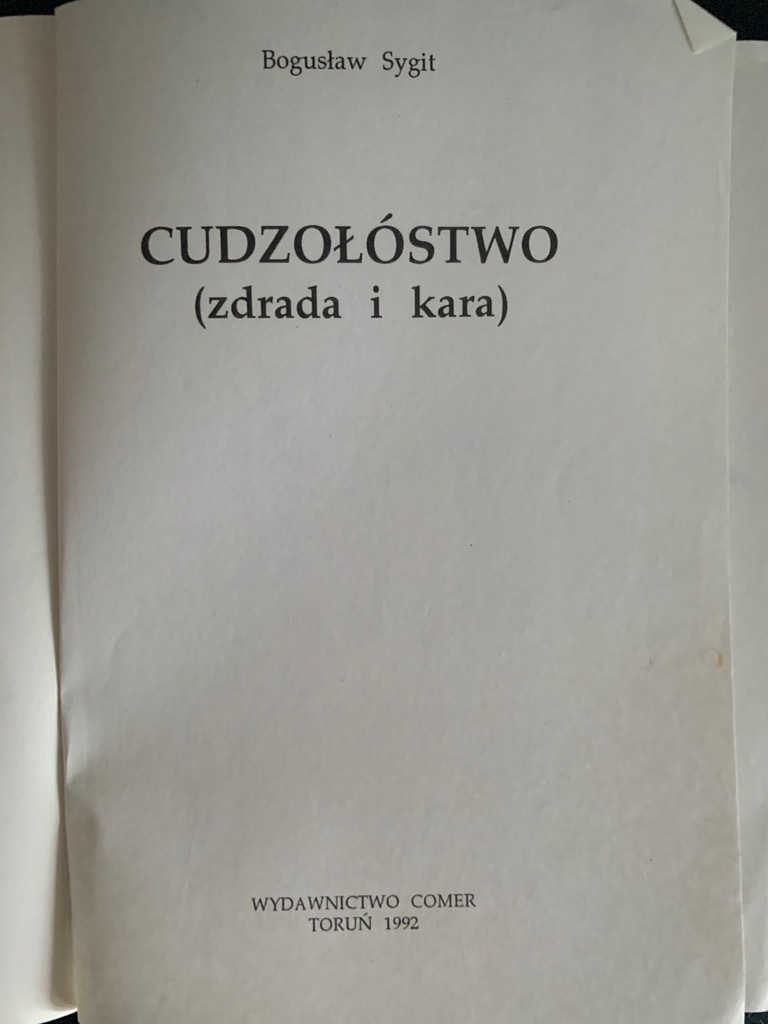 Bogusław Sygit
CUDZOŁÓSTWO
(zdrada i kara)
WYDAWNICTWO COMER
TORUŃ 1992